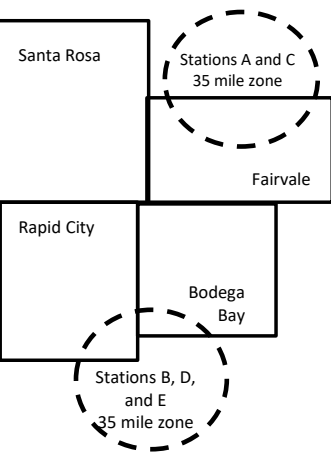 Santa Rosa
Stations A and C
35 mile zone
Fairvale
Rapid City
Bodega
Bay
Stations B, D,
and E
35 mile zone